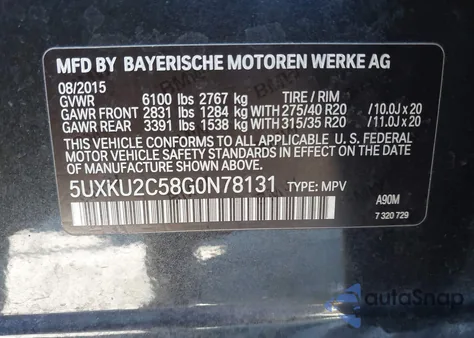 MFD BY BAYERISCHE MOTOREN WERKE AG
08/2015
GVWR 6100 lbs 2767 kg TIRE / RIM
GAWR FRONT 2831 lbs 1284 kg WITH 275/40 R20 /10.0J x 20
GAWR REAR 3391 lbs 1538 kg WITH 315/35 R20 /11.0J x 20
THIS VEHICLE CONFORMS TO ALL APPLICABLE U. S. FEDERAL
MOTOR VEHICLE SAFETY STANDARDS IN EFFECT ON THE
DATE OF MANUFACTURE SHOWN ABOVE.
5UXKU2C58G0N78131 TYPE: MPV
A90M
7 320 729
autoSnap